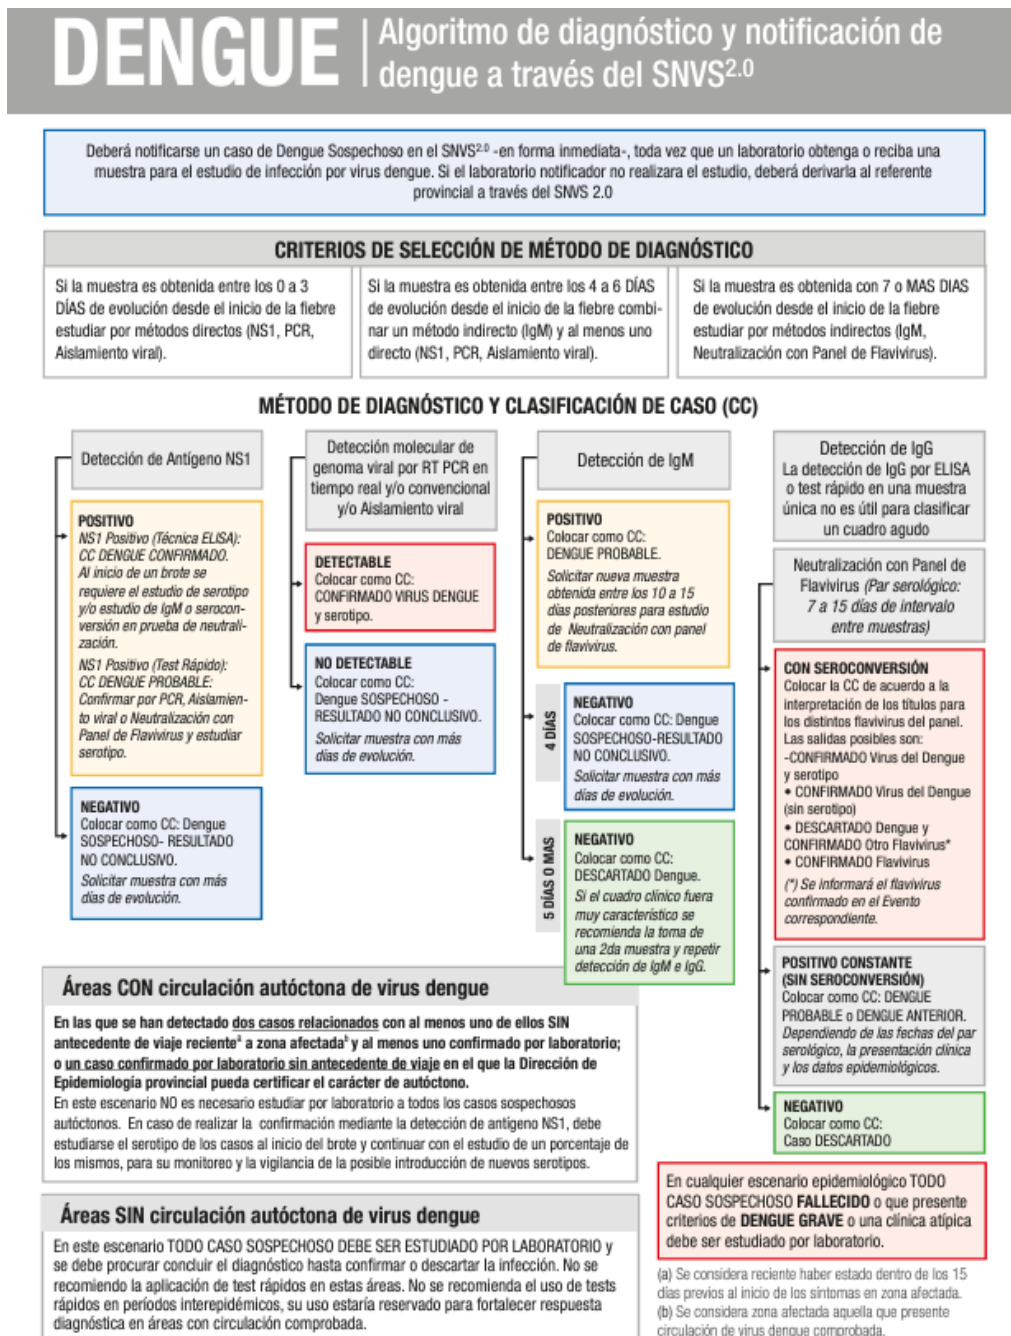 DENGUE
Algoritmo de diagnóstico y notificación de
dengue a través del SNVS2.0
Deberá notificarse un caso de Dengue Sospechoso en el SNVS2.0 -en forma inmediata-, toda vez que un laboratorio obtenga o reciba una
muestra para el estudio de infección por virus dengue. Si el laboratorio notificador no realizara el estudio, deberá derivarla al referente
provincial a través del SNVS 2.0
CRITERIOS DE SELECCIÓN DE MÉTODO DE DIAGNÓSTICO
Si la muestra es obtenida entre los 0 a 3
DÍAS de evolución desde el inicio de la fiebre
estudiar por métodos directos (NS1, PCR,
Aislamiento viral).
Si la muestra es obtenida entre los 4 a 6 DÍAS
de evolución desde el inicio de la fiebre combi-
nar un método indirecto (IgM) y al menos uno
directo (NS1, PCR, Aislamiento viral).
Si la muestra es obtenida con 7 o MAS DIAS
de evolución desde el inicio de la fiebre
estudiar por métodos indirectos (IgM,
Neutralización con Panel de Flavivirus).
MÉTODO DE DIAGNÓSTICO Y CLASIFICACIÓN DE CASO (CC)
Detección de Antígeno NS1
POSITIVO
NS1 Positivo (Técnica ELISA):
CC DENGUE CONFIRMADO.
Al inicio de un brote se
requiere el estudio de serotipo
y/o estudio de IgM o serocon-
versión en prueba de neutrali-
zación.
NS1 Positivo (Test Rápido):
CC DENGUE PROBABLE:
Confirmar por PCR, Aislamien-
to viral o Neutralización con
Panel de Flavivirus y estudiar
serotipo.
NEGATIVO
Colocar como CC: Dengue
SOSPECHOSO- RESULTADO
NO CONCLUSIVO.
Solicitar muestra con más
días de evolución.
Detección molecular de
genoma viral por RT PCR en
tiempo real y/o convencional
y/o Aislamiento viral
DETECTABLE
Colocar como CC:
CONFIRMADO VIRUS DENGUE
y serotipo.
NO DETECTABLE
Colocar como CC:
Dengue SOSPECHOSO -
RESULTADO NO CONCLUSIVO.
Solicitar muestra con más
días de evolución.
Detección de IgM
POSITIVO
Colocar como CC:
DENGUE PROBABLE.
Solicitar nueva muestra
obtenida entre los 10 a 15
días posteriores para estudio
de Neutralización con panel
de flavivirus.
4 DÍAS
NEGATIVO
Colocar como CC: Dengue
SOSPECHOSO-RESULTADO
NO CONCLUSIVO.
Solicitar muestra con más
días de evolución.
5 DÍAS O MAS
NEGATIVO
Colocar como CC:
DESCARTADO Dengue.
Si el cuadro clínico fuera
muy característico se
recomienda la toma de
una 2da muestra y repetir
detección de IgM e IgG.
Detección de IgG
La detección de IgG por ELISA
o test rápido en una muestra
única no es útil para clasificar
un cuadro agudo
Neutralización con Panel de
Flavivirus (Par serológico:
7 a 15 días de intervalo
entre muestras)
CON SEROCONVERSIÓN
Colocar la CC de acuerdo a la
interpretación de los títulos para
los distintos flavivirus del panel.
Las salidas posibles son:
-CONFIRMADO Virus del Dengue
y serotipo
• CONFIRMADO Virus del Dengue
(sin serotipo)
• DESCARTADO Dengue y
CONFIRMADO Otro Flavivirus*
• CONFIRMADO Flavivirus
(*) Se informará el flavivirus
confirmado en el Evento
correspondiente.
POSITIVO CONSTANTE
(SIN SEROCONVERSIÓN)
Colocar como CC: DENGUE
PROBABLE o DENGUE ANTERIOR.
Dependiendo de las fechas del par
serológico, la presentación clínica
y los datos epidemiológicos.
NEGATIVO
Colocar como CC:
Caso DESCARTADO
Áreas CON circulación autóctona de virus dengue
En las que se han detectado dos casos relacionados con al menos uno de ellos SIN
antecedente de viaje recienteª a zona afectadaᵇ y al menos uno confirmado por laboratorio;
o un caso confirmado por laboratorio sin antecedente de viaje en el que la Dirección de
Epidemiología provincial pueda certificar el carácter de autóctono.
En este escenario NO es necesario estudiar por laboratorio a todos los casos sospechosos
autóctonos. En caso de realizar la confirmación mediante la detección de antígeno NS1, debe
estudiarse el serotipo de los casos al inicio del brote y continuar con el estudio de un porcentaje de
los mismos, para su monitoreo y la vigilancia de la posible introducción de nuevos serotipos.
Áreas SIN circulación autóctona de virus dengue
En este escenario TODO CASO SOSPECHOSO DEBE SER ESTUDIADO POR LABORATORIO y
se debe procurar concluir el diagnóstico hasta confirmar o descartar la infección. No se
recomiendo la aplicación de test rápidos en estas áreas. No se recomienda el uso de tests
rápidos en períodos interepidémicos, su uso estaría reservado para fortalecer respuesta
diagnóstica en áreas con circulación comprobada.
En cualquier escenario epidemiológico TODO
CASO SOSPECHOSO FALLECIDO o que presente
criterios de DENGUE GRAVE o una clínica atípica
debe ser estudiado por laboratorio.
(a) Se considera reciente haber estado dentro de los 15
días previos al inicio de los síntomas en zona afectada.
(b) Se considera zona afectada aquella que presente
circulación de virus dengue comprobada.